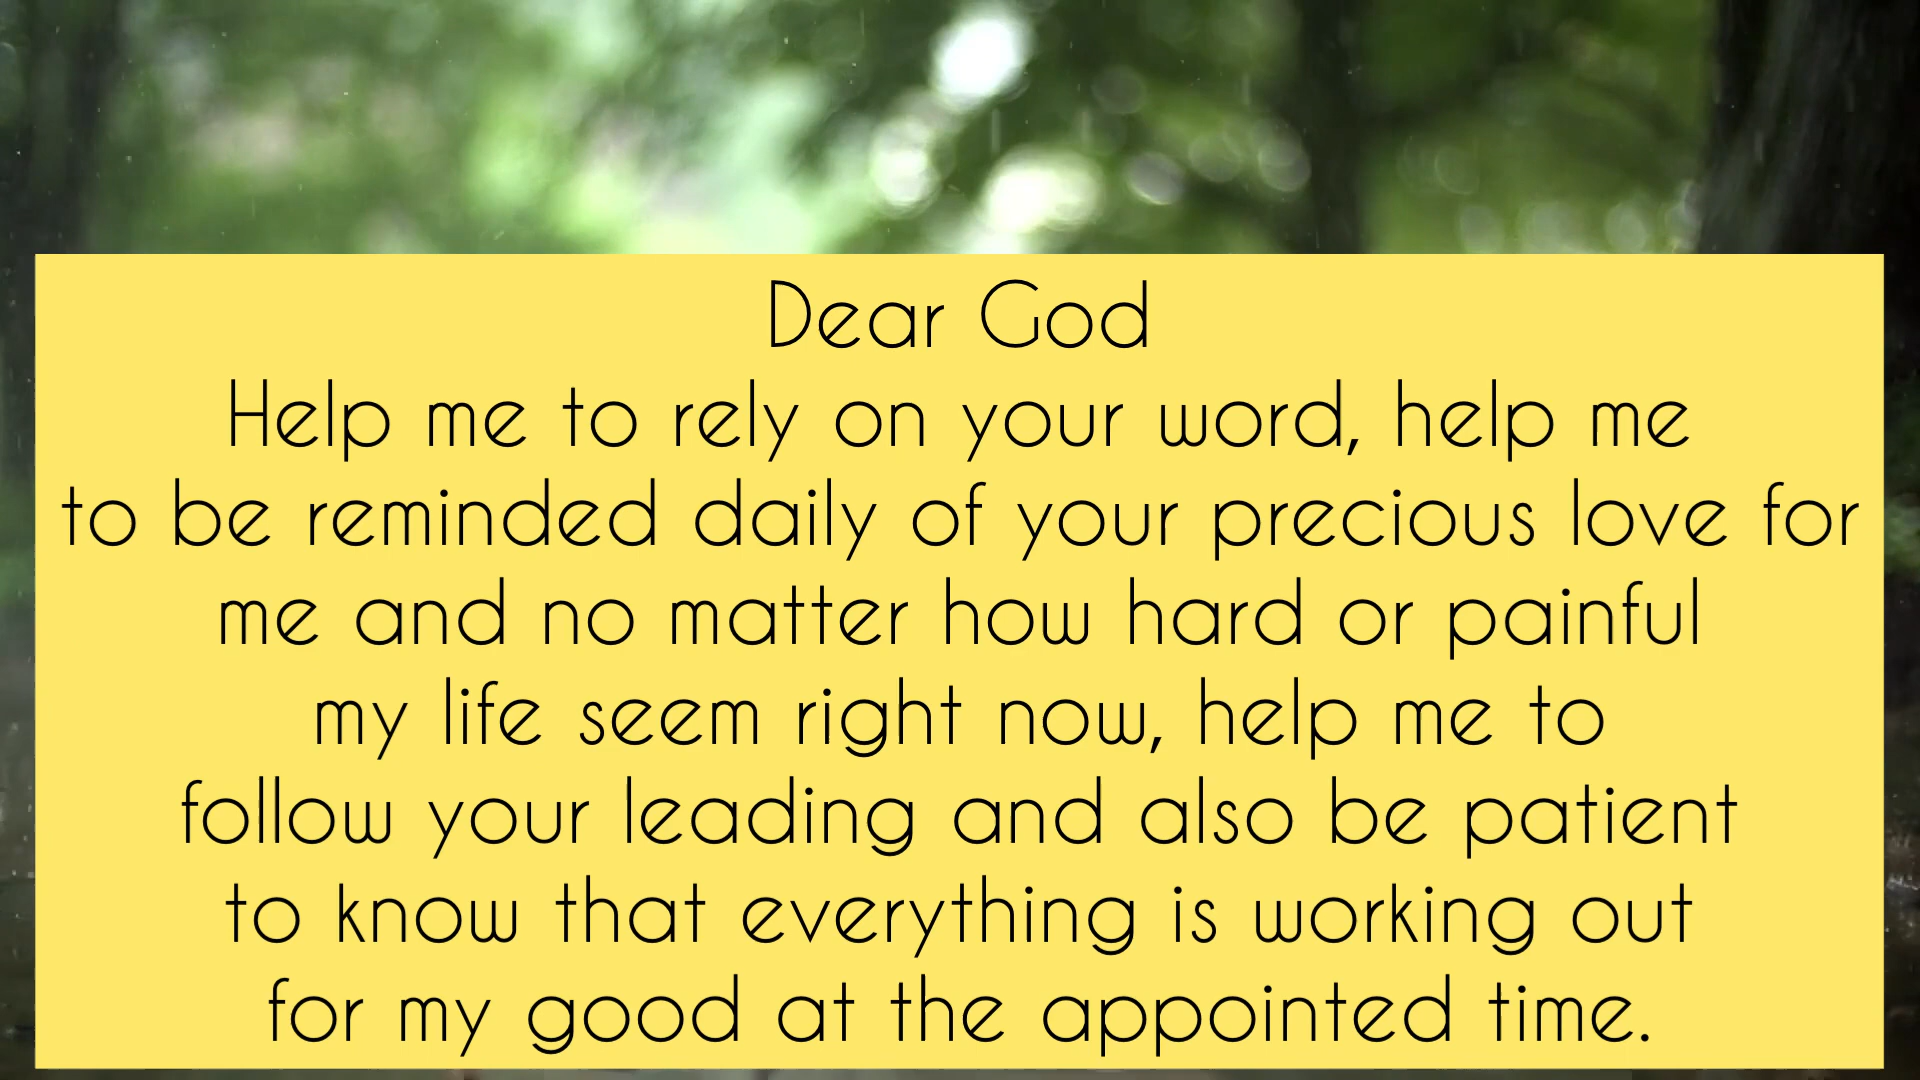 Dear God
Help me to rely on your word, help me
to be reminded daily of your precious love for
me and no matter how hard or painful
my life seem right now, help me to
follow your leading and also be patient
to know that everything is working out
for my good at the appointed time.